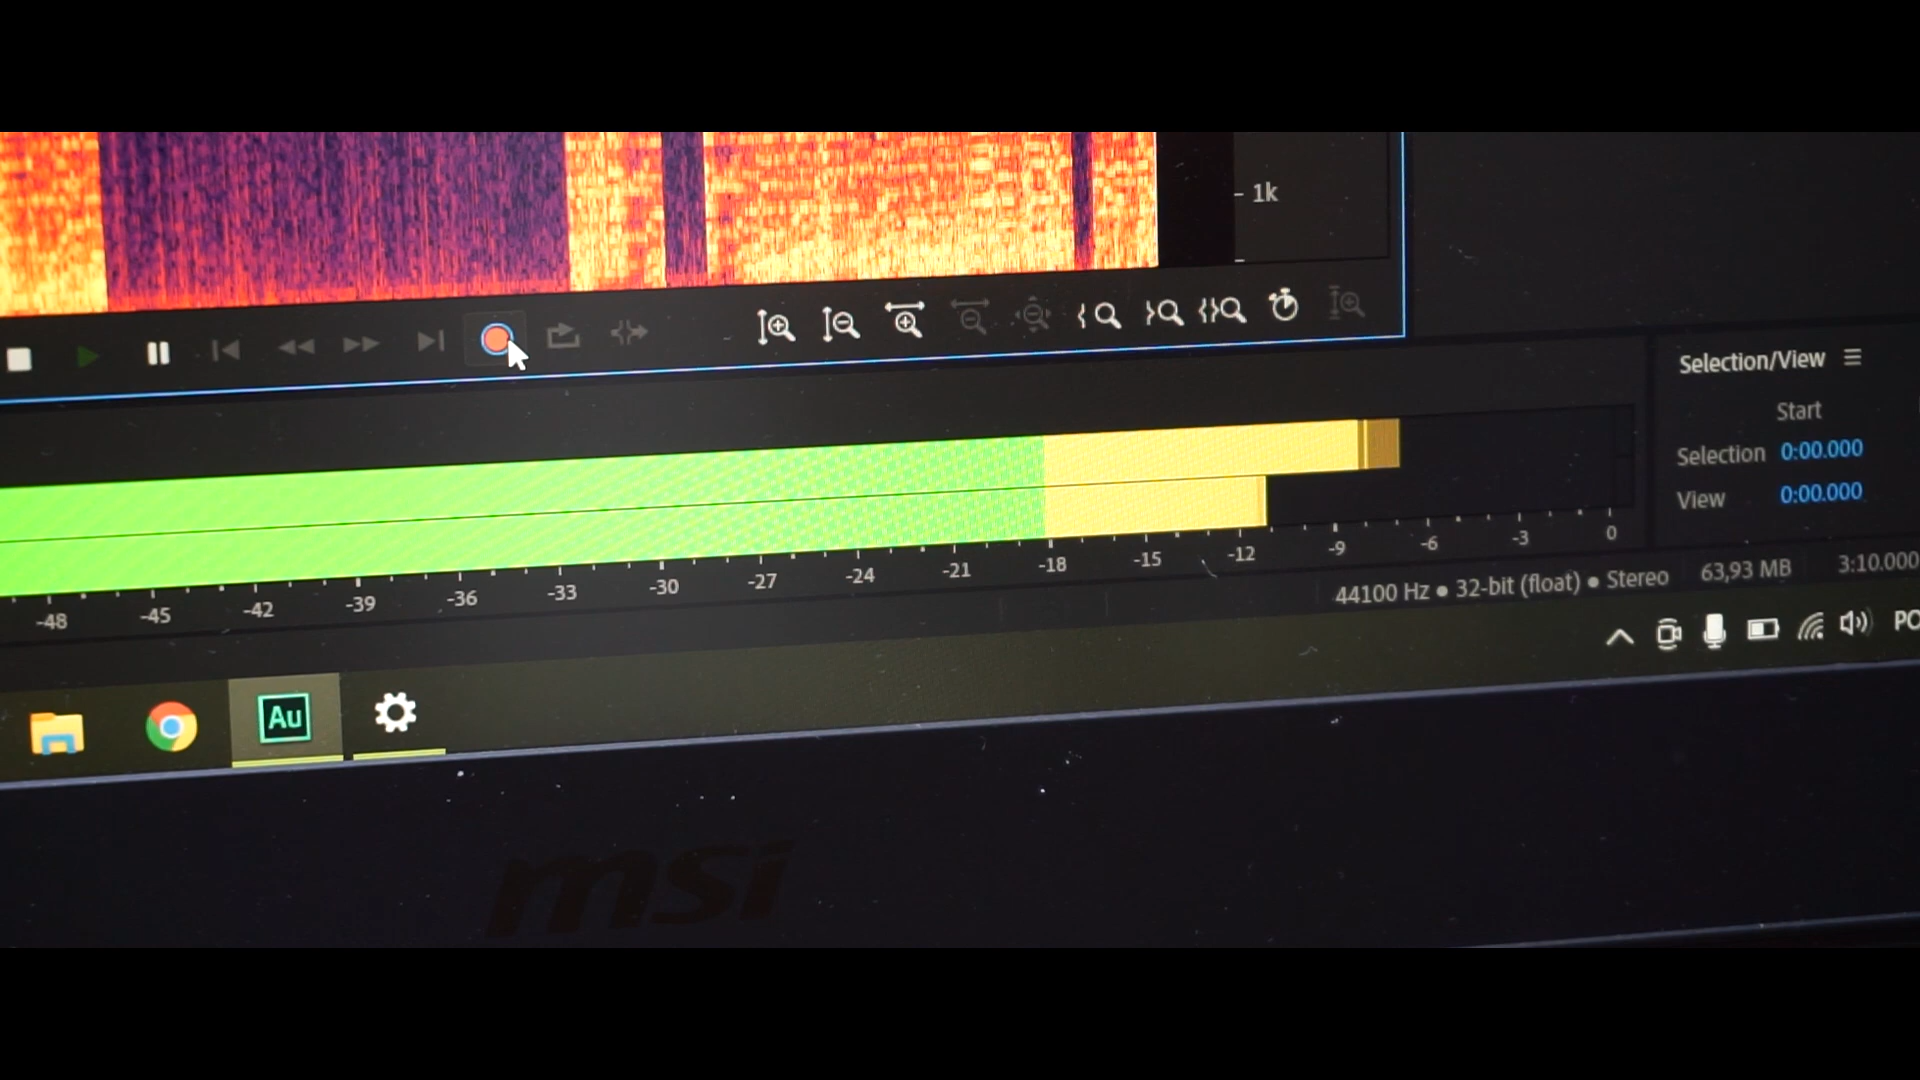 1k
Selection/View
Start
Selection 0:00.000
View 0:00.000
-48 -45 -42 -39 -36 -33 -30 -27 -24 -21 -18 -15 -12 -9 -6 -3 0
44100 Hz ● 32-bit (float) ● Stereo 63,93 MB 3:10.000
PO
Au
msi